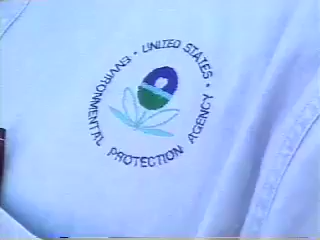 • UNITED STATES •
ENVIRONMENTAL PROTECTION AGENCY